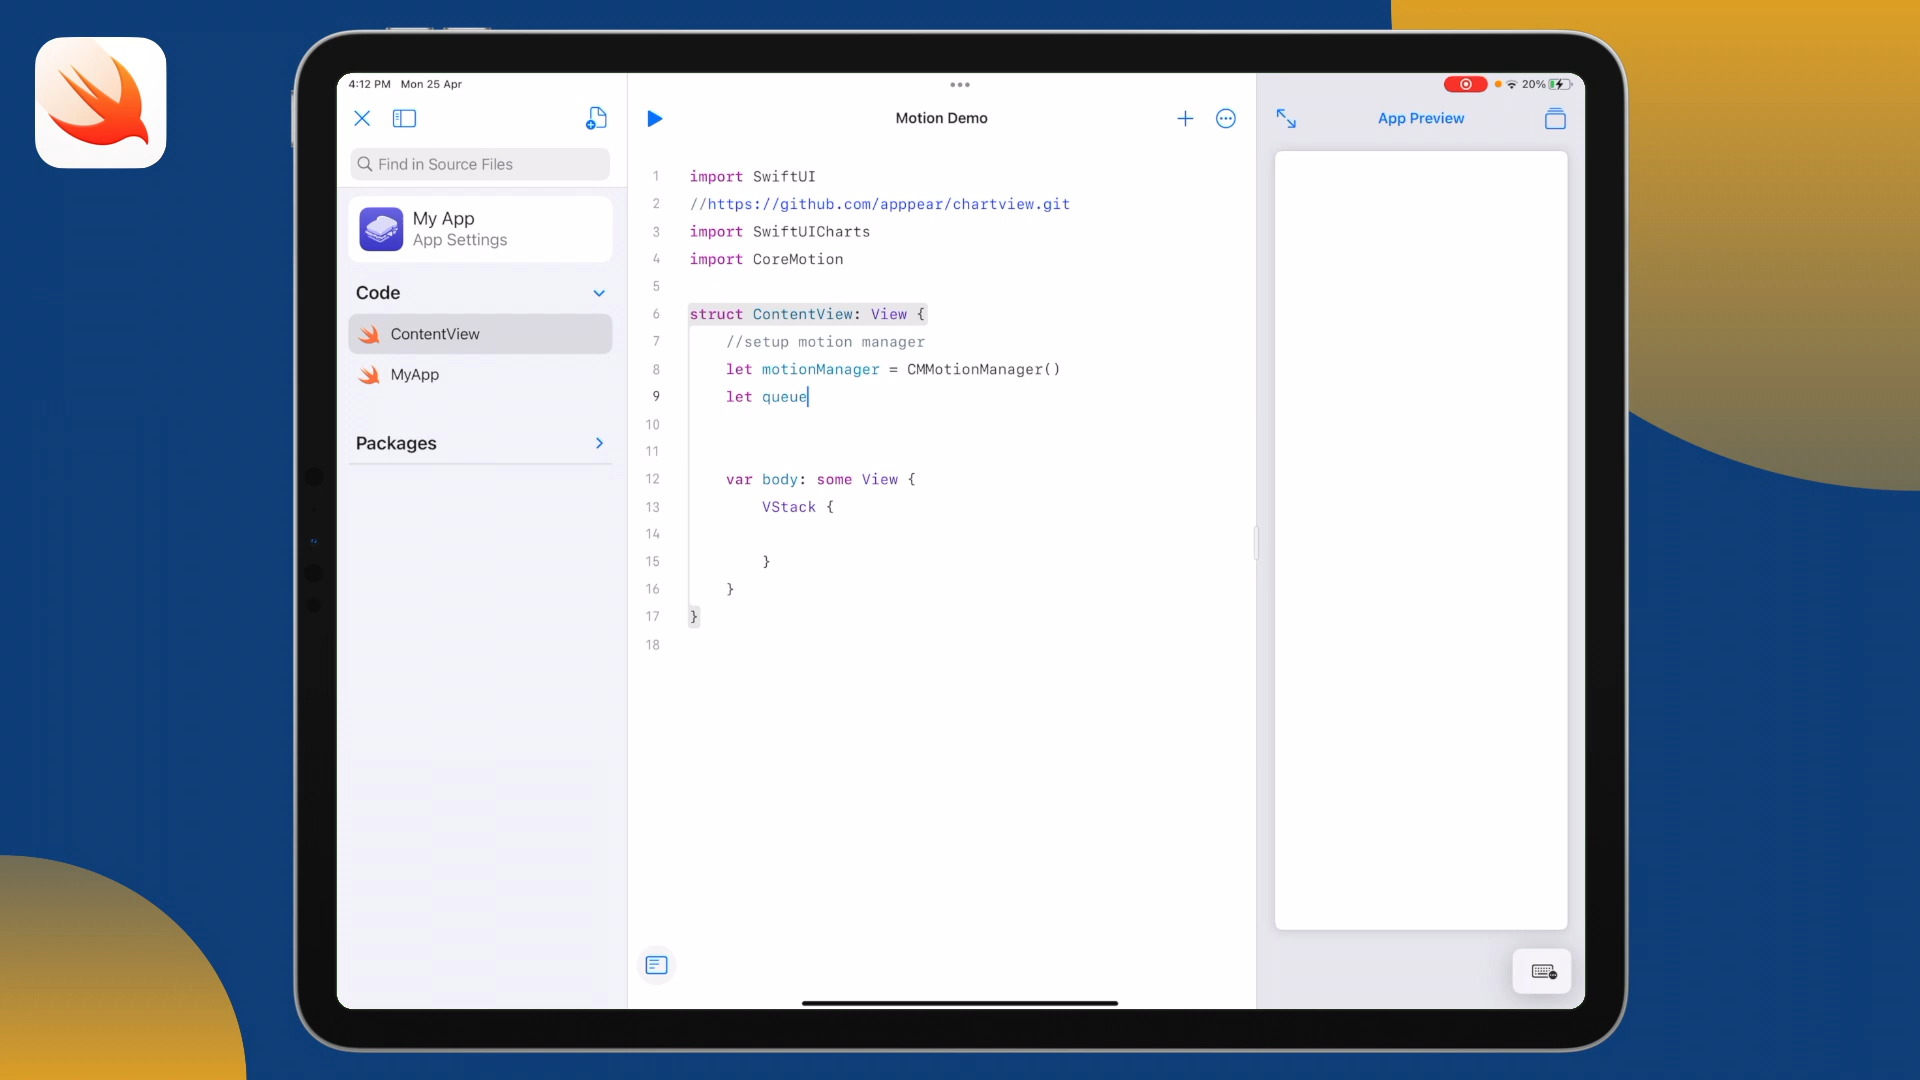 4:12 PM Mon 25 Apr
20%
Motion Demo
App Preview
Find in Source Files
My App
App Settings
Code
ContentView
MyApp
Packages
1 import SwiftUI
2 //https://github.com/apppear/chartview.git
3 import SwiftUICharts
4 import CoreMotion
5
6 struct ContentView: View {
7 //setup motion manager
8 let motionManager = CMMotionManager()
9 let queue
10
11
12 var body: some View {
13 VStack {
14
15 }
16 }
17 }
18